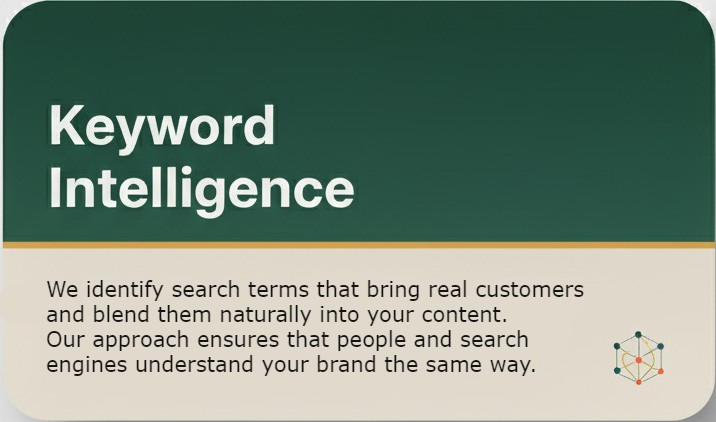 Keyword
Intelligence
We identify search terms that bring real customers
and blend them naturally into your content.
Our approach ensures that people and search
engines understand your brand the same way.